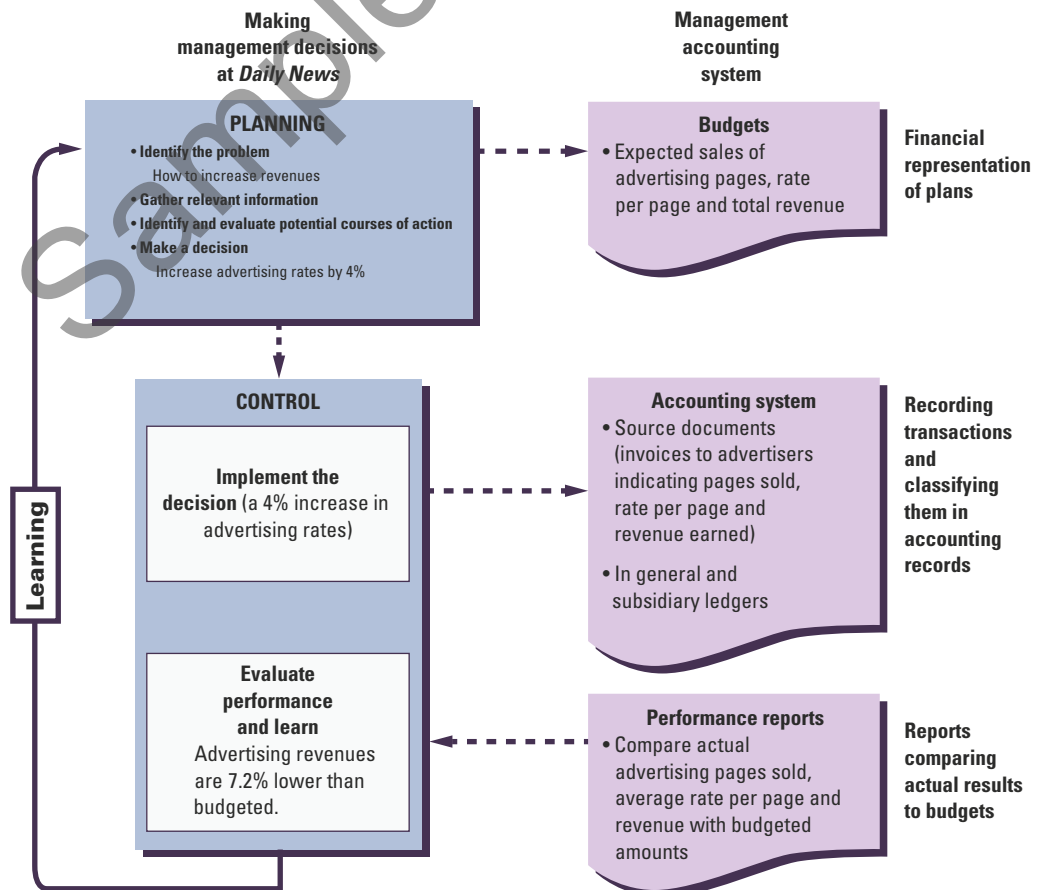 Making
management decisions
at Daily News
Management
accounting
system
Sample
PLANNING
• Identify the problem
How to increase revenues
• Gather relevant information
• Identify and evaluate potential courses of action
• Make a decision
Increase advertising rates by 4%
Budgets
• Expected sales of
advertising pages, rate
per page and total revenue
Financial
representation
of plans
CONTROL
Implement the
decision (a 4% increase in
advertising rates)
Accounting system
• Source documents
(invoices to advertisers
indicating pages sold,
rate per page and
revenue earned)
• In general and
subsidiary ledgers
Recording
transactions
and
classifying
them in
accounting
records
Learning
Evaluate
performance
and learn
Advertising revenues
are 7.2% lower than
budgeted.
Performance reports
• Compare actual
advertising pages sold,
average rate per page and
revenue with budgeted
amounts
Reports
comparing
actual results
to budgets